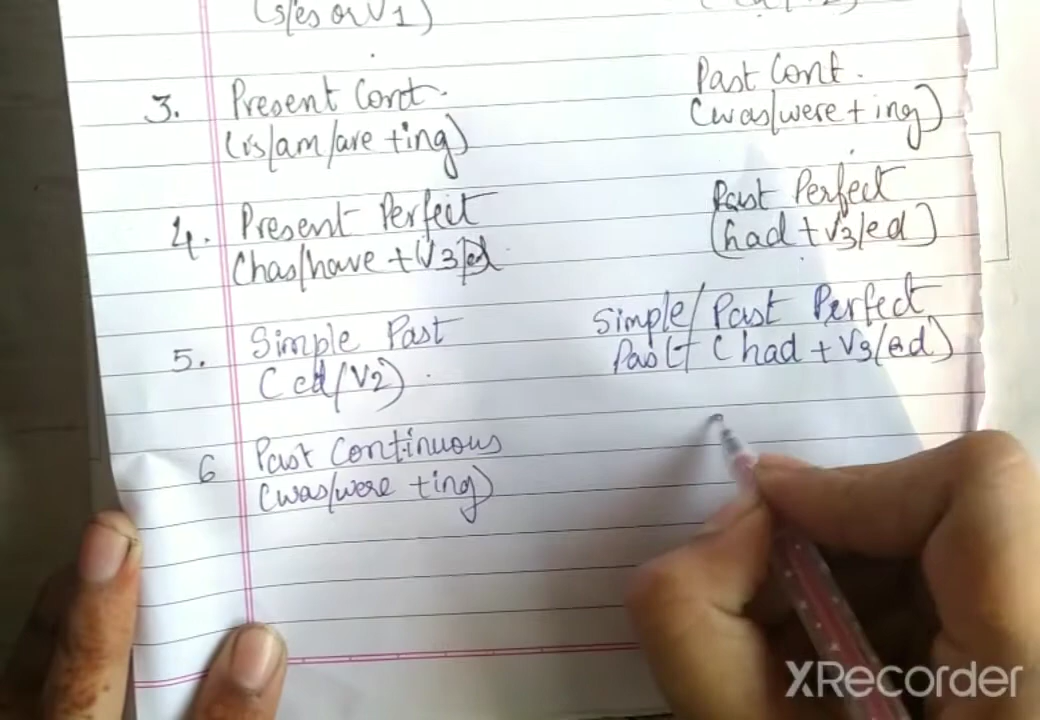 (s/es or V1)
3. Present Cont. Past Cont.
(is/am/are +ing) (was/were + ing)
4. Present Perfect Past Perfect
(has/have + V3/ed (had + V3/ed)
5. Simple Past Simple/ Past Perfect
(ed/V2) Past (had + V3/ed)
6 Past Continuous
(was/were +ing)
XRecorder